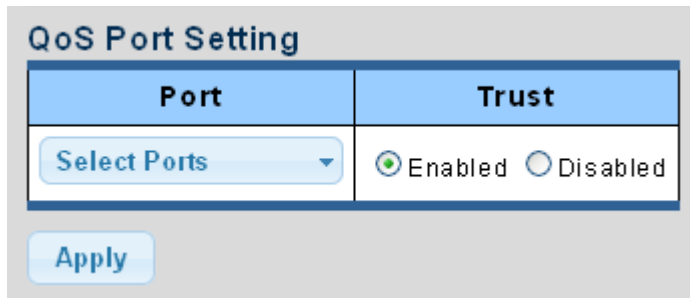 QoS Port Setting
Port Trust
Select Ports Enabled Disabled
Apply